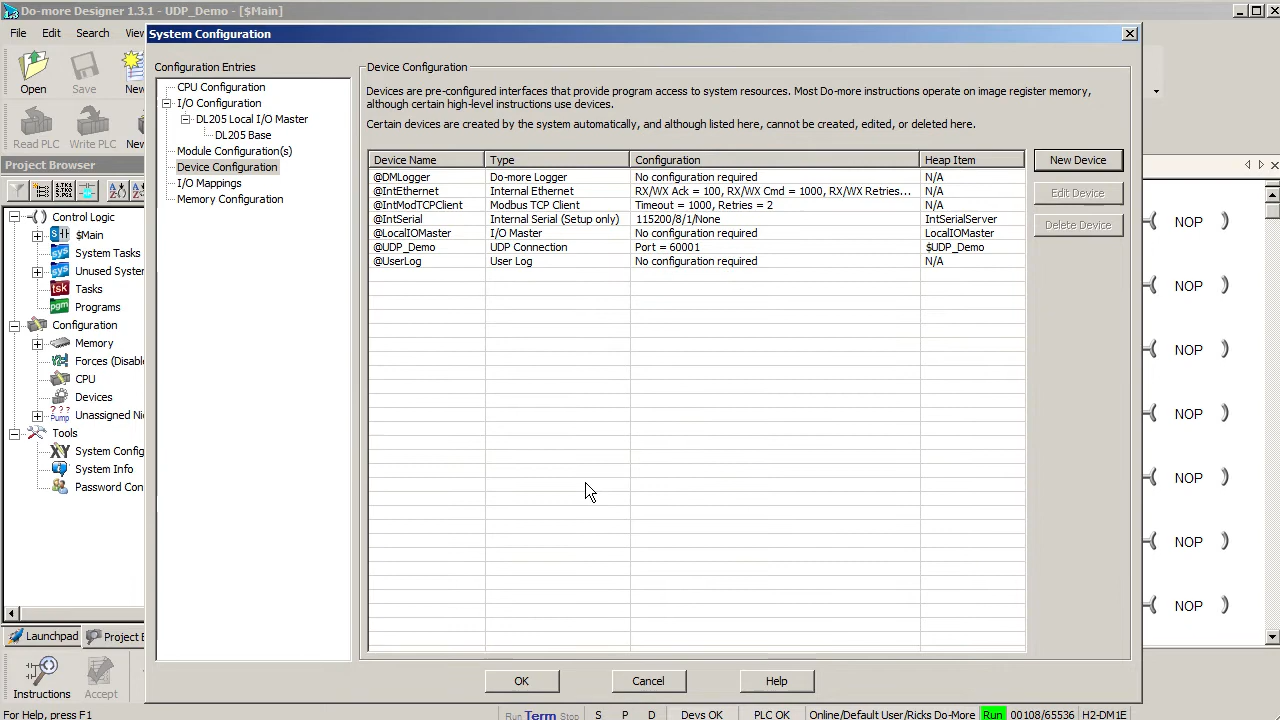 Do-more Designer 1.3.1 - UDP_Demo - [$Main]
File Edit Search
System Configuration
Open Save
Read PLC Write PLC
Project Browser
Control Logic
$Main
System Tasks
Unused System
Tasks
Programs
Configuration
Memory
CPU
Devices
Tools
System Info
Launchpad
Instructions Accept
For Help, press F1
Configuration Entries
CPU Configuration
I/O Configuration
DL205 Local I/O Master
DL205 Base
Module Configuration(s)
Device Configuration
I/O Mappings
Memory Configuration
Device Configuration
Devices are pre-configured interfaces that provide program access to system resources. Most Do-more instructions operate on image register memory,
although certain high-level instructions use devices.
Certain devices are created by the system automatically, and although listed here, cannot be created, edited, or deleted here.
Device Name Type Configuration Heap Item
@DMLogger Do-more Logger No configuration required N/A
@IntEthernet Internal Ethernet RX/WX Ack = 100, RX/WX Cmd = 1000, RX/WX Retries... N/A
@IntModTCPClient Modbus TCP Client Timeout = 1000, Retries = 2 N/A
@IntSerial Internal Serial (Setup only) 115200/8/1/None IntSerialServer
@LocalIOMaster I/O Master No configuration required LocalIOMaster
@UDP_Demo UDP Connection Port = 60001 $UDP_Demo
@UserLog User Log No configuration required N/A
New Device
Edit Device
Delete Device
OK Cancel Help
NOP
NOP
NOP
NOP
NOP
NOP
NOP
Run Term Stop S P D Devs OK PLC OK Online/Default User/Ricks Do-More Run 00108/65536 H2-DM1E